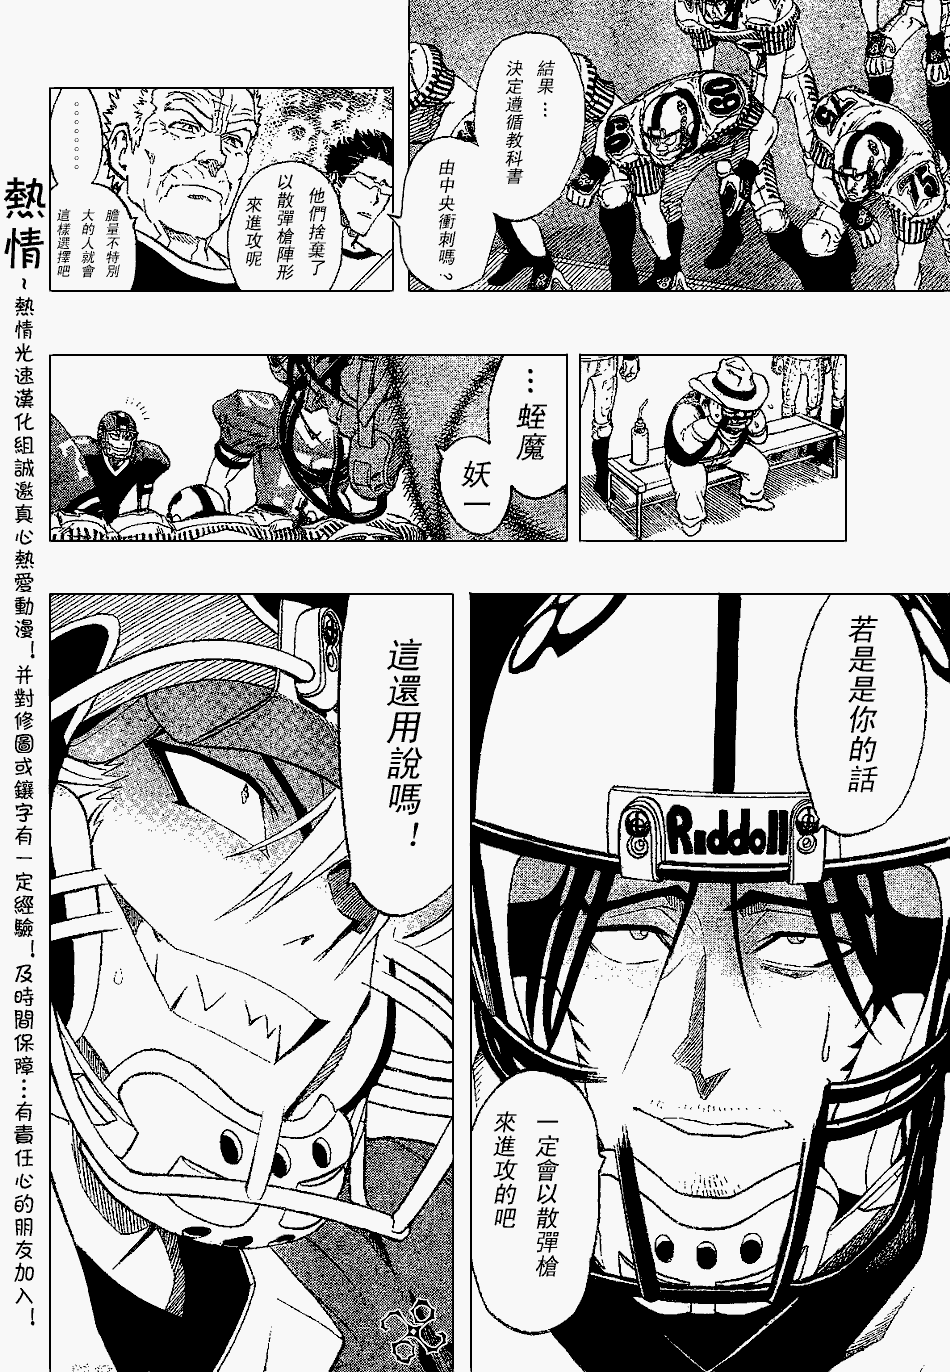 結果…
決定遵循教科書
由中央衝刺嗎？
他們捨棄了
以散彈槍陣形
來進攻呢
………
膽量不特別
大的人就會
這樣選擇吧
…蛭魔
妖一
若是是你的話
Riddoll
一定會以散彈槍
來進攻的吧
這還用說嗎！
熱情~熱情光速漢化組誠邀真心熱愛動漫！并對修圖或鑲字有一定經驗！及時間保障…有責任心的朋友加入！
60
75